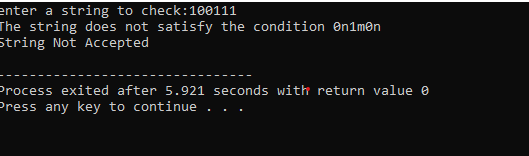 enter a string to check:100111
The string does not satisfy the condition 0n1m0n
String Not Accepted
--------------------------------
Process exited after 5.921 seconds with return value 0
Press any key to continue . . .